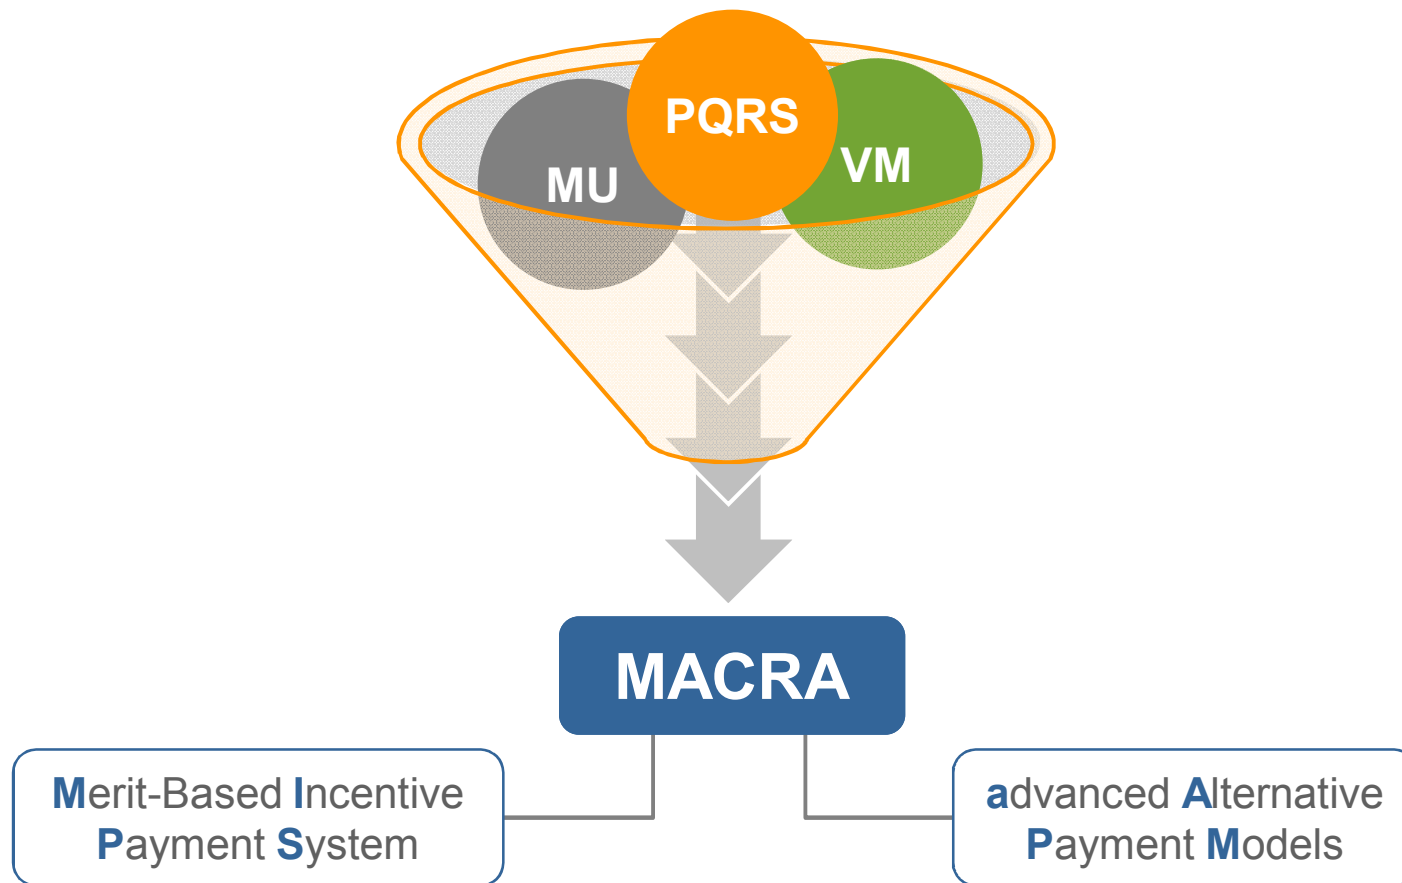 PQRS
MU
VM
MACRA
Merit-Based Incentive
Payment System
advanced Alternative
Payment Models